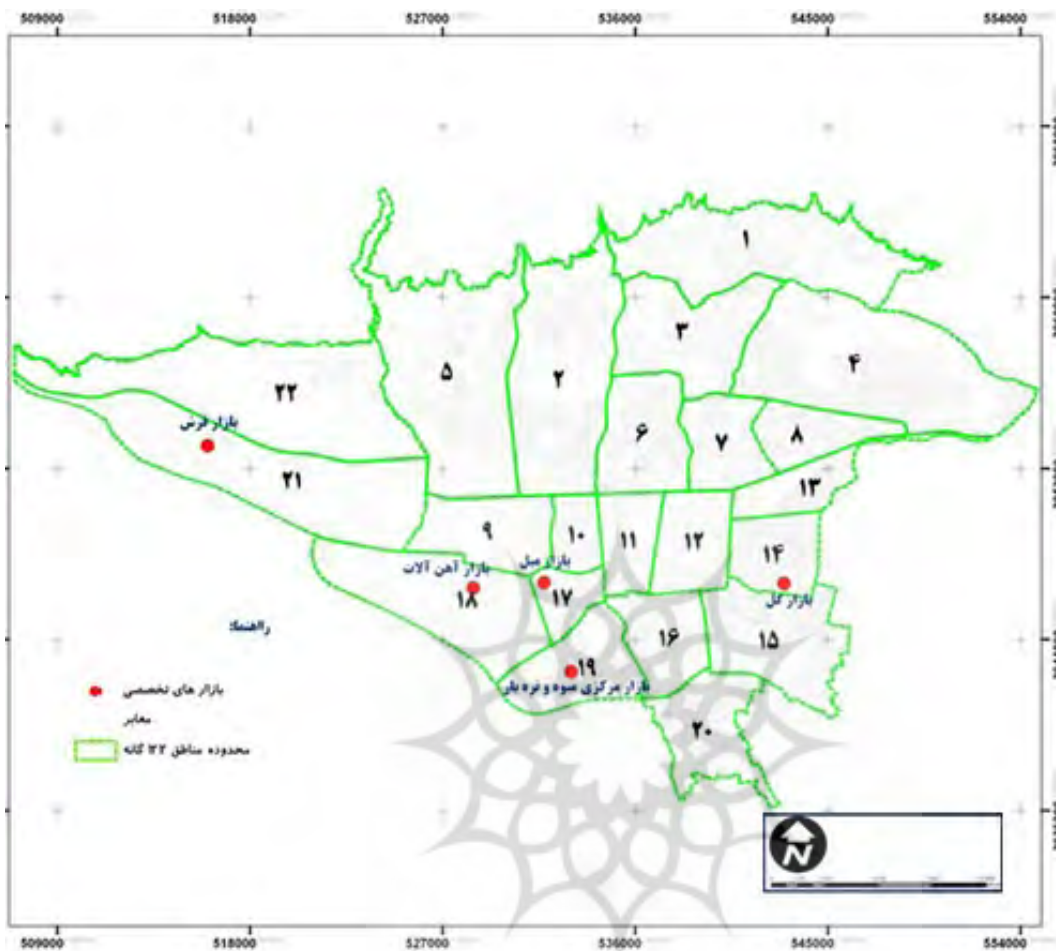 509000 518000 527000 536000 545000 554000
۱
۳
۴
۵
۲
۲۲
۶
۷
۸
بازار فرش
۲۱
۱۳
۹
۱۰
۱۱
۱۲
۱۴
بازار آهن آلات
بازار مبل
۱۸
۱۷
بازار گل
۱۶
۱۵
۱۹
بازار مرکزی میوه و تره بار
۲۰
راهنما:
بازار های تخصصی
معابر
محدوده مناطق ۲۲ گانه
N
509000 518000 527000 536000 545000 554000